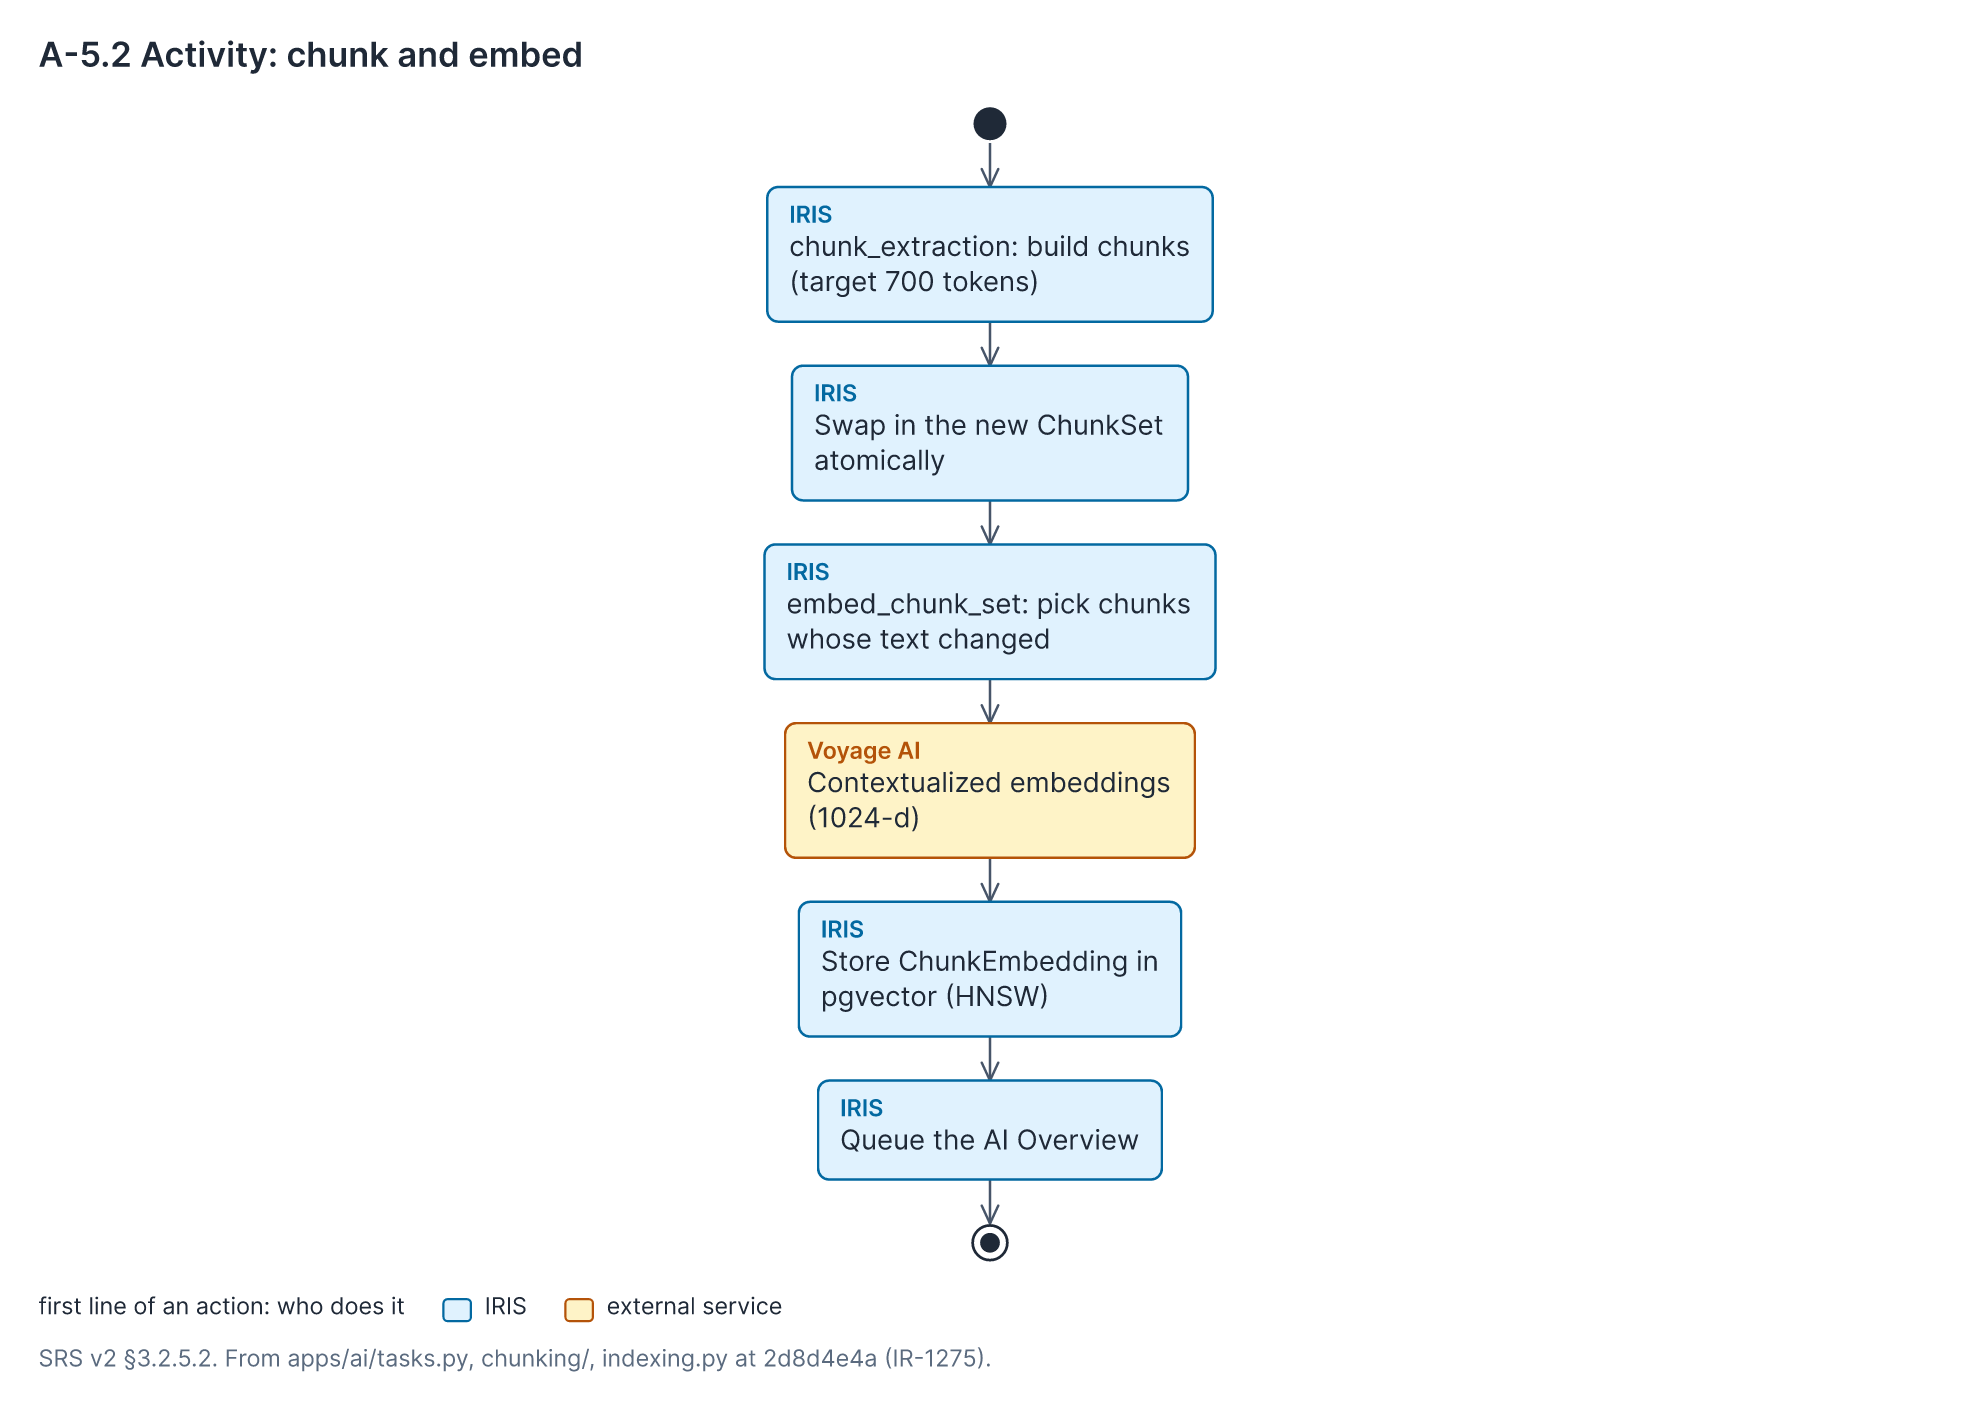 A-5.2 Activity: chunk and embed
IRIS
chunk_extraction: build chunks
(target 700 tokens)
IRIS
Swap in the new ChunkSet
atomically
IRIS
embed_chunk_set: pick chunks
whose text changed
Voyage AI
Contextualized embeddings
(1024-d)
IRIS
Store ChunkEmbedding in
pgvector (HNSW)
IRIS
Queue the AI Overview
first line of an action: who does it IRIS external service
SRS v2 §3.2.5.2. From apps/ai/tasks.py, chunking/, indexing.py at 2d8d4e4a (IR-1275).